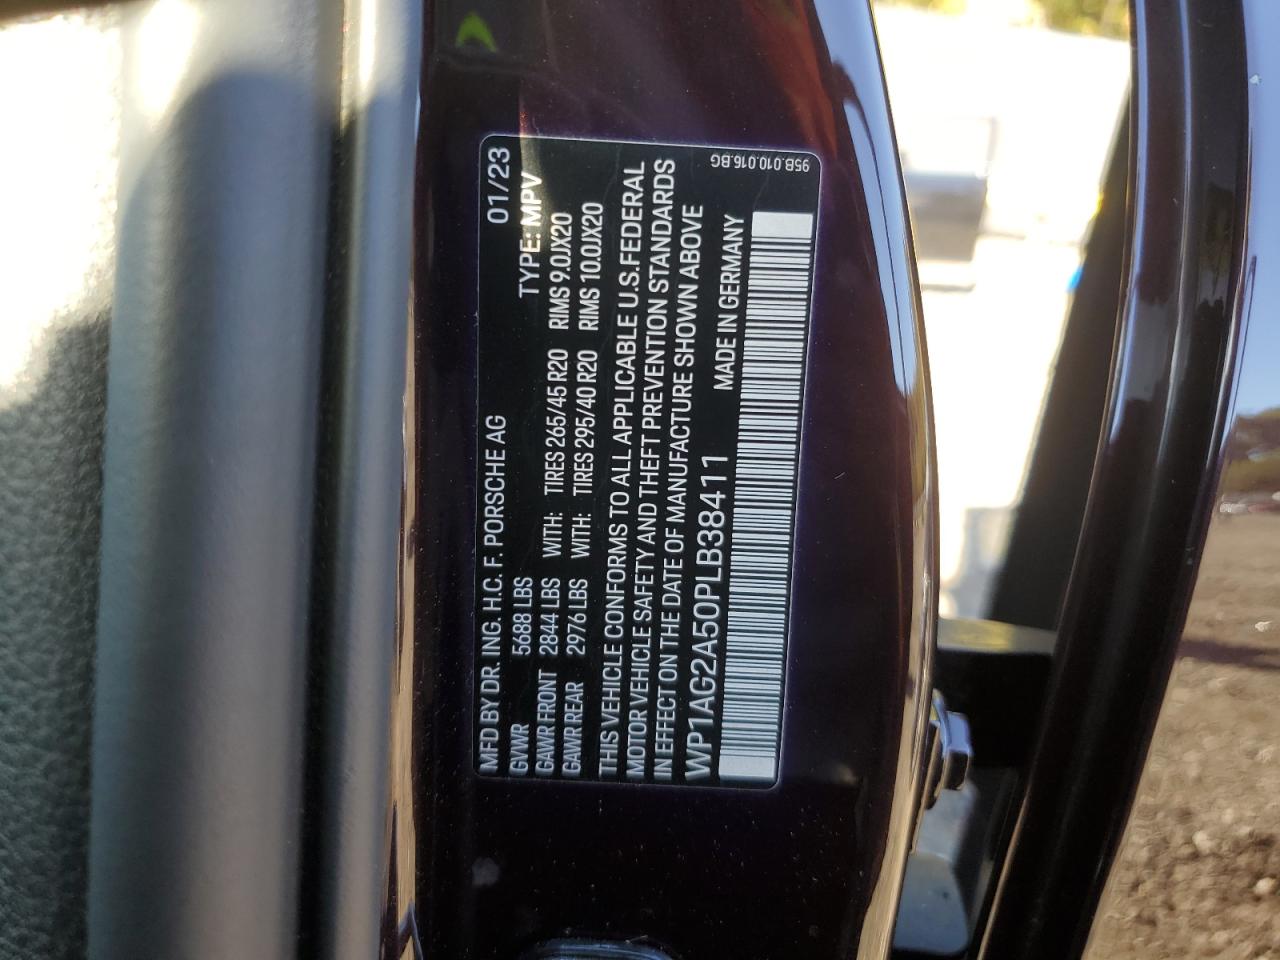 MFD BY DR. ING. H.C. F. PORSCHE AG 01/23
GVWR 5688 LBS TYPE: MPV
GAWR FRONT 2844 LBS WITH: TIRES 265/45 R20 RIMS 9.0JX20
GAWR REAR 2976 LBS WITH: TIRES 295/40 R20 RIMS 10.0JX20
THIS VEHICLE CONFORMS TO ALL APPLICABLE U.S. FEDERAL
MOTOR VEHICLE SAFETY AND THEFT PREVENTION STANDARDS
IN EFFECT ON THE DATE OF MANUFACTURE SHOWN ABOVE
WP1AG2A50PLB38411 MADE IN GERMANY
95B.010.016.BG